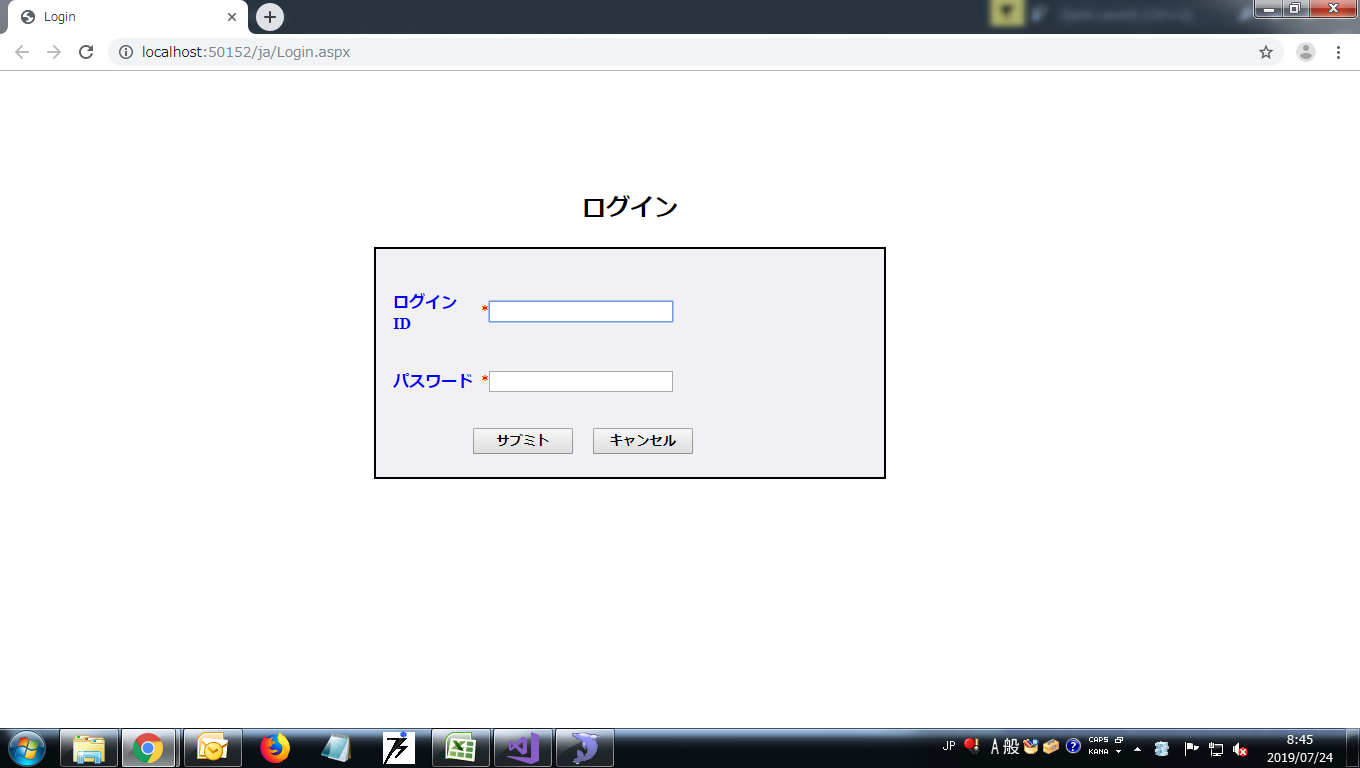 Login
localhost:50152/ja/Login.aspx
ログイン
ログイン
ID
*
パスワード *
サブミト キャンセル
JP A 般 CAPS
KANA
8:45
2019/07/24